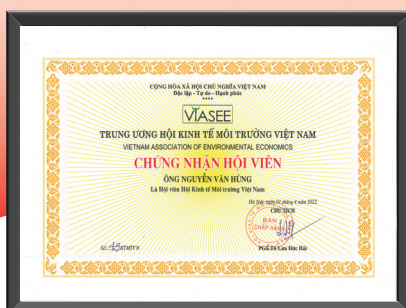 CỘNG HÒA XÃ HỘI CHỦ NGHĨA VIỆT NAM
Độc lập - Tự do - Hạnh phúc
****
VIASEE
TRUNG ƯƠNG HỘI KINH TẾ MÔI TRƯỜNG VIỆT NAM
VIETNAM ASSOCIATION OF ENVIRONMENTAL ECONOMICS
CHỨNG NHẬN HỘI VIÊN
ÔNG NGUYỄN VĂN HÙNG
Là Hội viên Hội Kinh tế Môi trường Việt Nam
Hà Nội, ngày 01 tháng 4 năm 2022
CHỦ TỊCH
BAN
CHẤP HÀNH
Số: /KTMTVN
PGS.TS Lưu Đức Hải